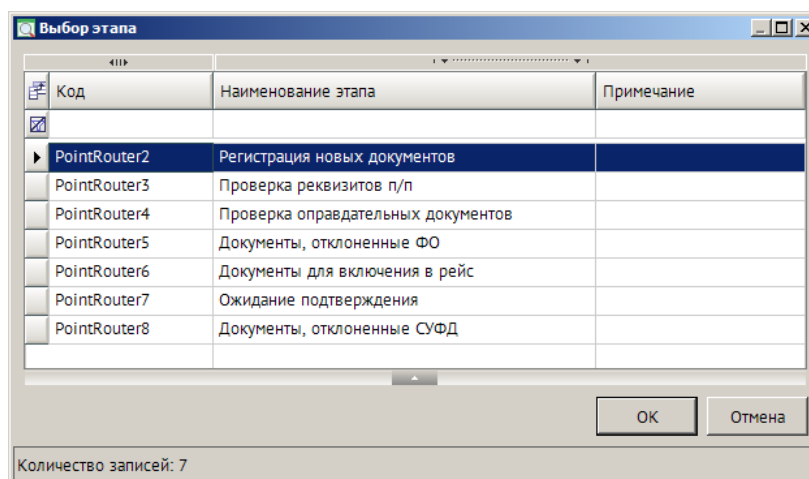 Выбор этапа
Код Наименование этапа Примечание
PointRouter2 Регистрация новых документов
PointRouter3 Проверка реквизитов п/п
PointRouter4 Проверка оправдательных документов
PointRouter5 Документы, отклоненные ФО
PointRouter6 Документы для включения в рейс
PointRouter7 Ожидание подтверждения
PointRouter8 Документы, отклоненные СУФД
ОК Отмена
Количество записей: 7